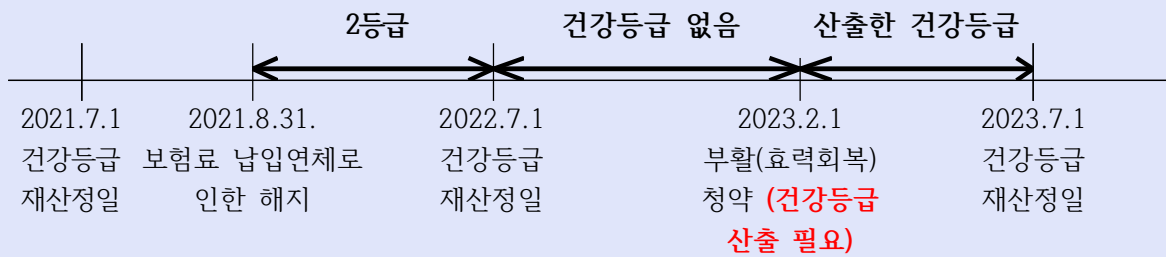 2등급 건강등급 없음 산출한 건강등급
2021.7.1 2021.8.31. 2022.7.1 2023.2.1 2023.7.1
건강등급 보험료 납입연체로 건강등급 부활(효력회복) 건강등급
재산정일 인한 해지 재산정일 청약 (건강등급 재산정일
산출 필요)